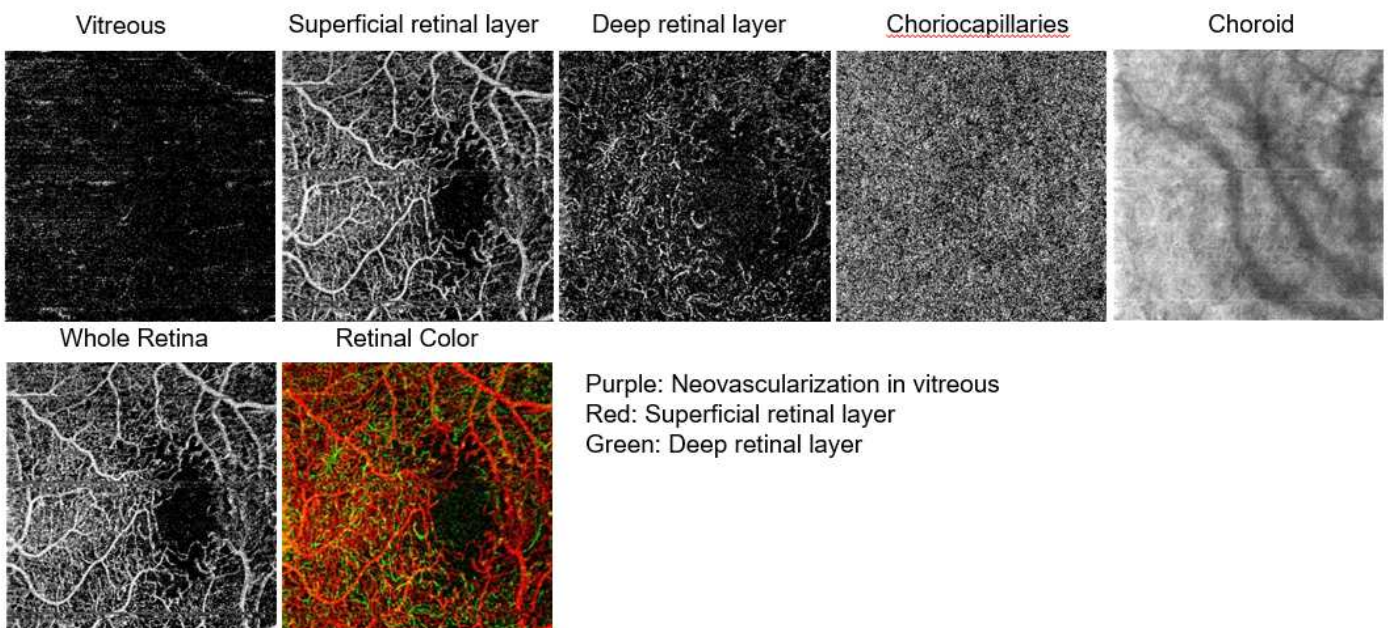 Vitreous
Superficial retinal layer
Deep retinal layer
Choriocapillaries
Choroid
Whole Retina
Retinal Color
Purple: Neovascularization in vitreous
Red: Superficial retinal layer
Green: Deep retinal layer